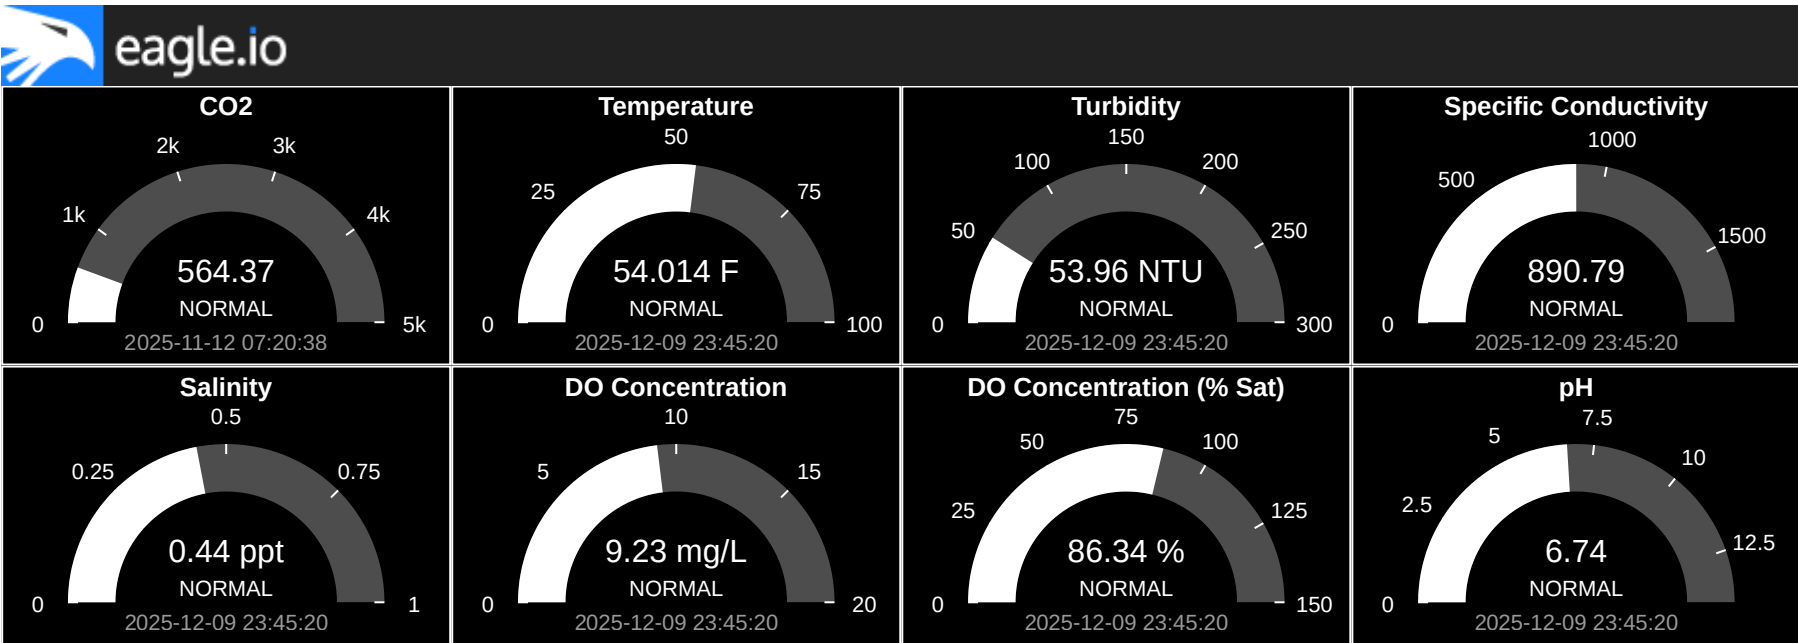 eagle.io
CO2
2k
3k
1k
4k
564.37
NORMAL
0
5k
2025-11-12 07:20:38
Temperature
50
25
75
54.014 F
NORMAL
0
100
2025-12-09 23:45:20
Turbidity
150
100
200
50
250
53.96 NTU
NORMAL
0
300
2025-12-09 23:45:20
Specific Conductivity
1000
500
1500
890.79
NORMAL
0
2025-12-09 23:45:20
Salinity
0.5
0.25
0.75
0.44 ppt
NORMAL
0
1
2025-12-09 23:45:20
DO Concentration
10
5
15
9.23 mg/L
NORMAL
0
20
2025-12-09 23:45:20
DO Concentration (% Sat)
75
50
100
25
125
86.34 %
NORMAL
0
150
2025-12-09 23:45:20
pH
7.5
5
10
2.5
12.5
6.74
NORMAL
0
2025-12-09 23:45:20